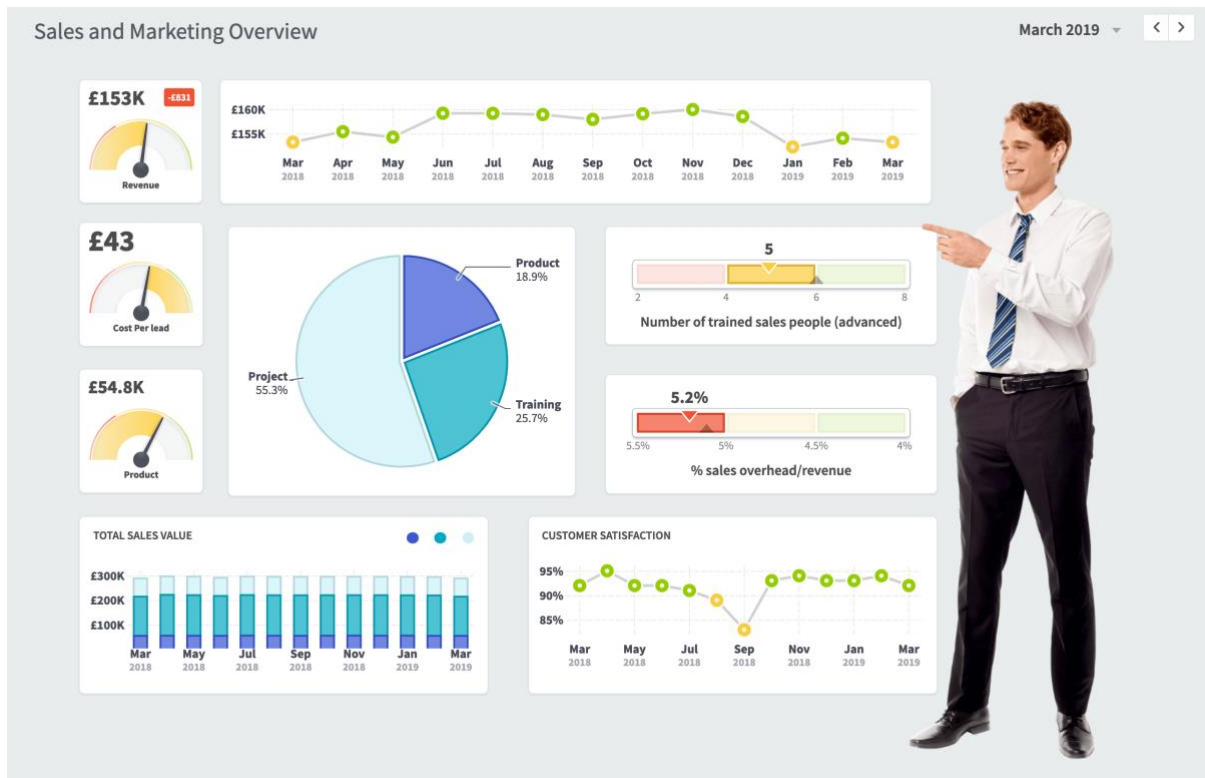 Sales and Marketing Overview
March 2019
£153K
-£631
Revenue
£160K
£155K
Mar Apr May Jun Jul Aug Sep Oct Nov Dec Jan Feb Mar
2018 2018 2018 2018 2018 2018 2018 2018 2018 2018 2019 2019 2019
£43
Cost Per lead
£54.8K
Product
Product
18.9%
Project
55.3%
Training
25.7%
5
2 4 6 8
Number of trained sales people (advanced)
5.2%
5.5% 5% 4.5% 4%
% sales overhead/revenue
TOTAL SALES VALUE
£300K
£200K
£100K
Mar May Jul Sep Nov Jan Mar
2018 2018 2018 2018 2018 2019 2019
CUSTOMER SATISFACTION
95%
90%
85%
Mar May Jul Sep Nov Jan Mar
2018 2018 2018 2018 2018 2019 2019